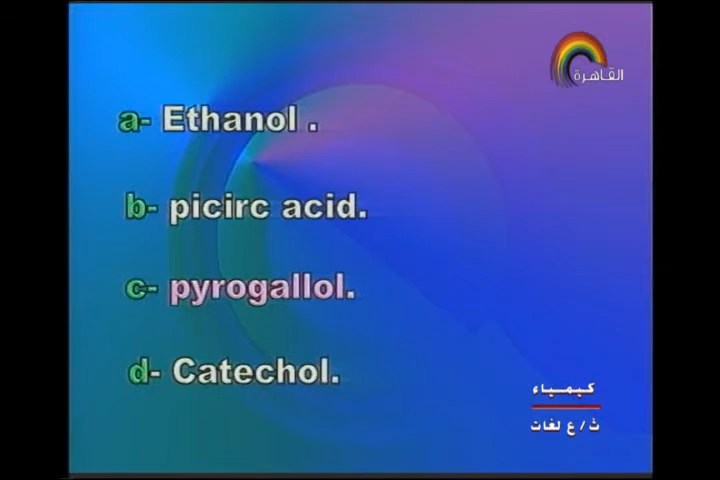 القاهرة
a- Ethanol .
b- picirc acid.
c- pyrogallol.
d- Catechol.
كيمياء
ث/ع لغات